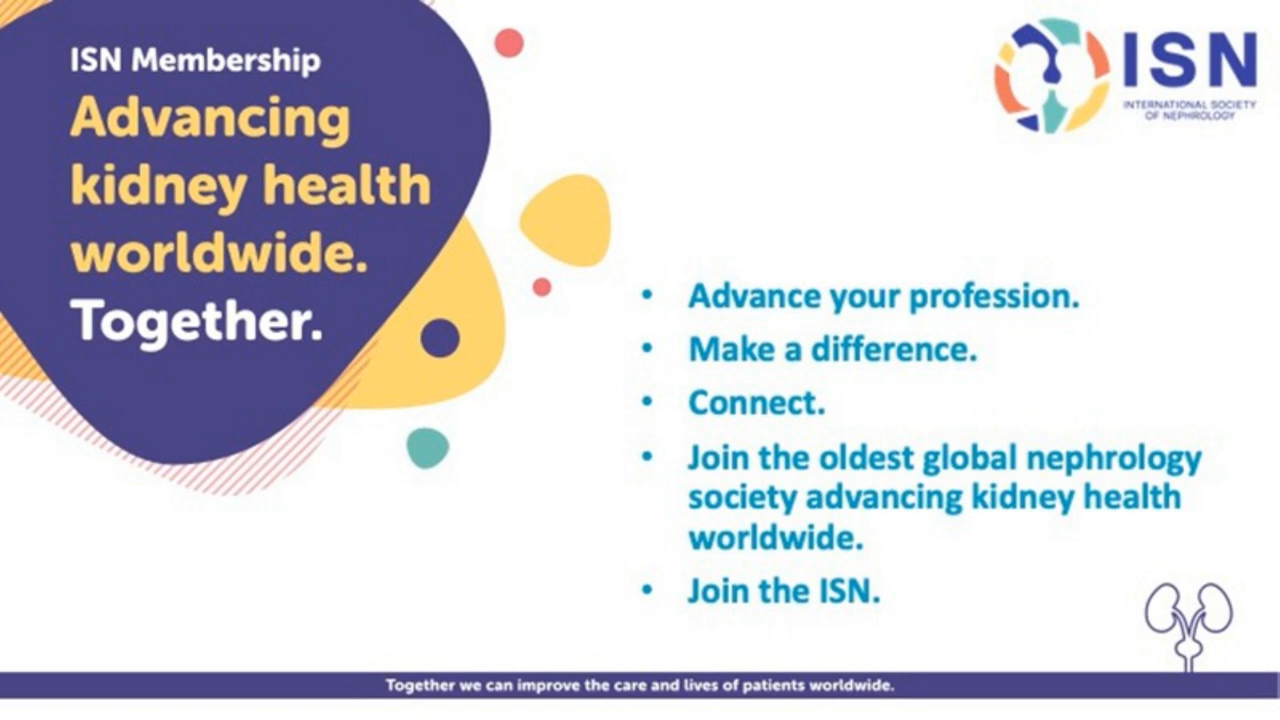 ISN Membership
Advancing
kidney health
worldwide.
Together.
ISN
INTERNATIONAL SOCIETY
OF NEPHROLOGY
• Advance your profession.
• Make a difference.
• Connect.
• Join the oldest global nephrology
society advancing kidney health
worldwide.
• Join the ISN.
Together we can improve the care and lives of patients worldwide.